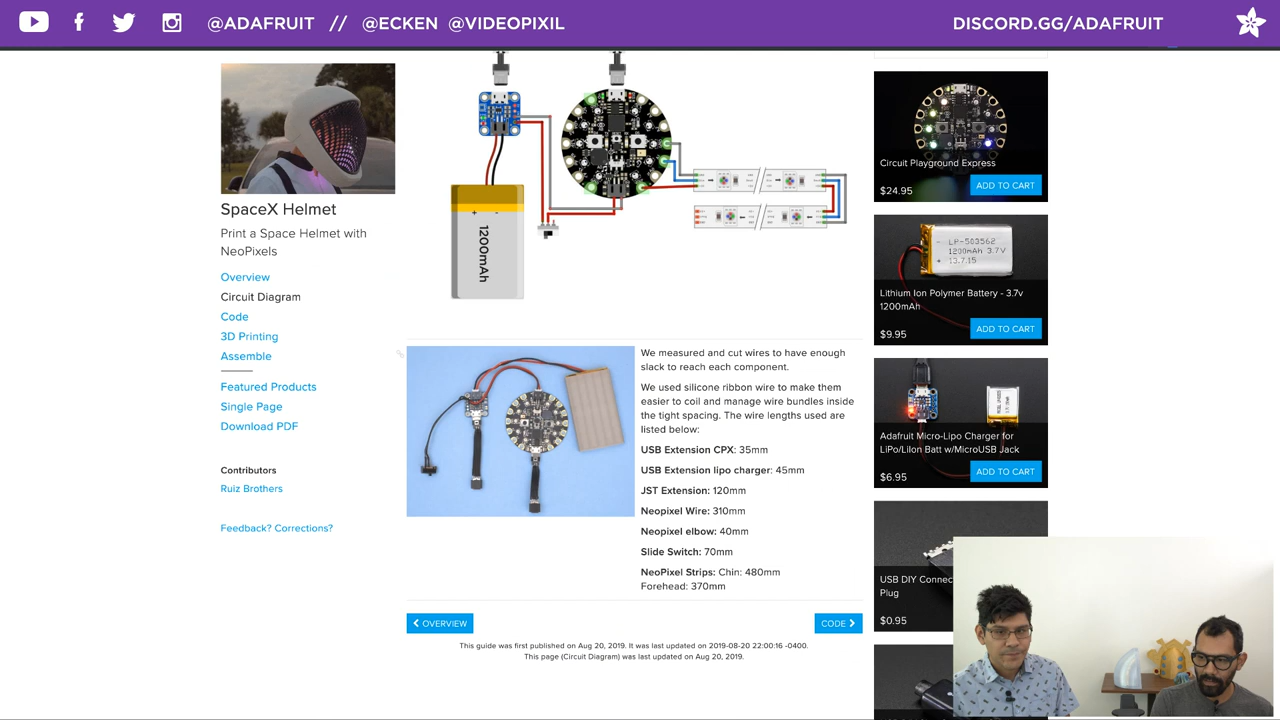 @ADAFRUIT // @ECKEN @VIDEOPIXIL
DISCORD.GG/ADAFRUIT
SpaceX Helmet
Print a Space Helmet with
NeoPixels
Overview
Circuit Diagram
Code
3D Printing
Assemble
Featured Products
Single Page
Download PDF
Contributors
Ruiz Brothers
Feedback? Corrections?
+ -
1200mAh
We measured and cut wires to have enough
slack to reach each component.
We used silicone ribbon wire to make them
easier to coil and manage wire bundles inside
the tight spacing. The wire lengths used are
listed below:
USB Extension CPX: 35mm
USB Extension lipo charger: 45mm
JST Extension: 120mm
Neopixel Wire: 310mm
Neopixel elbow: 40mm
Slide Switch: 70mm
NeoPixel Strips: Chin: 480mm
Forehead: 370mm
OVERVIEW
CODE
This guide was first published on Aug 20, 2019. It was last updated on 2019-08-20 22:00:16 -0400.
This page (Circuit Diagram) was last updated on Aug 20, 2019.
Circuit Playground Express
$24.95
ADD TO CART
LP-503562
1200mAh 3.7V
+ 13.7.15
Lithium Ion Polymer Battery - 3.7v
1200mAh
$9.95
ADD TO CART
Adafruit Micro-Lipo Charger for
LiPo/LiIon Batt w/MicroUSB Jack
$6.95
ADD TO CART
USB DIY Connec
Plug
$0.95